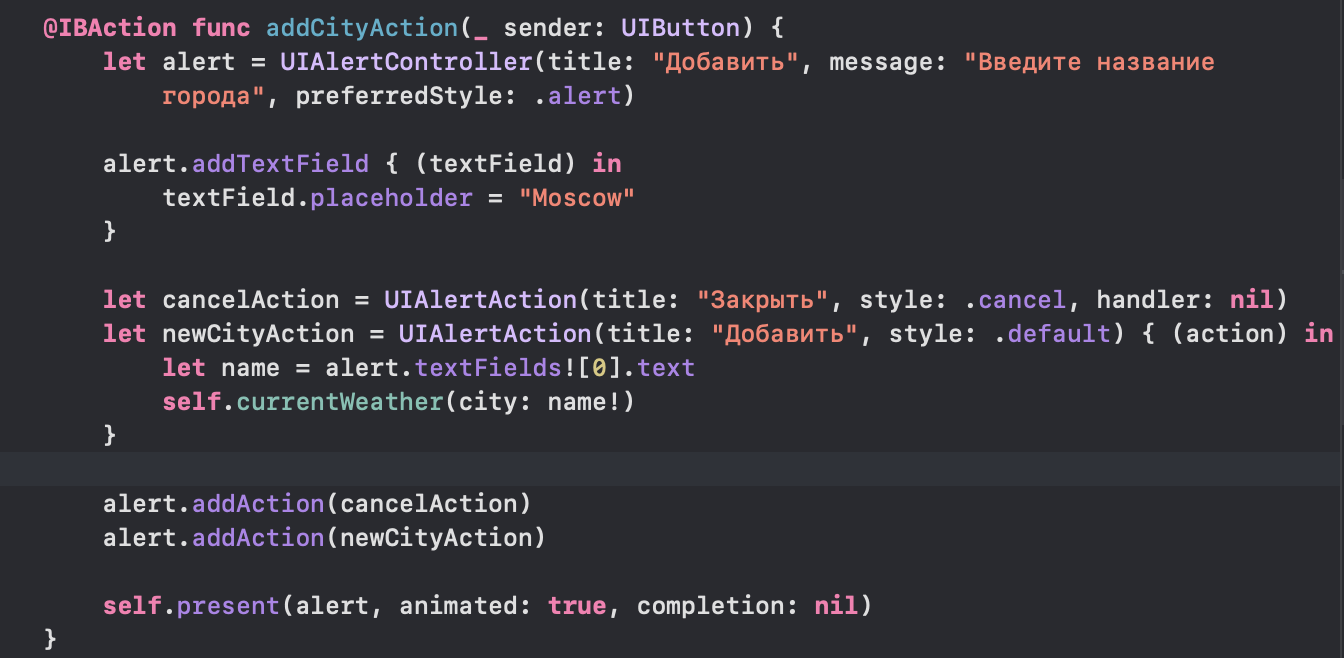 @IBAction func addCityAction(_ sender: UIButton) {
let alert = UIAlertController(title: "Добавить", message: "Введите название
города", preferredStyle: .alert)
alert.addTextField { (textField) in
textField.placeholder = "Moscow"
}
let cancelAction = UIAlertAction(title: "Закрыть", style: .cancel, handler: nil)
let newCityAction = UIAlertAction(title: "Добавить", style: .default) { (action) in
let name = alert.textFields![0].text
self.currentWeather(city: name!)
}
alert.addAction(cancelAction)
alert.addAction(newCityAction)
self.present(alert, animated: true, completion: nil)
}